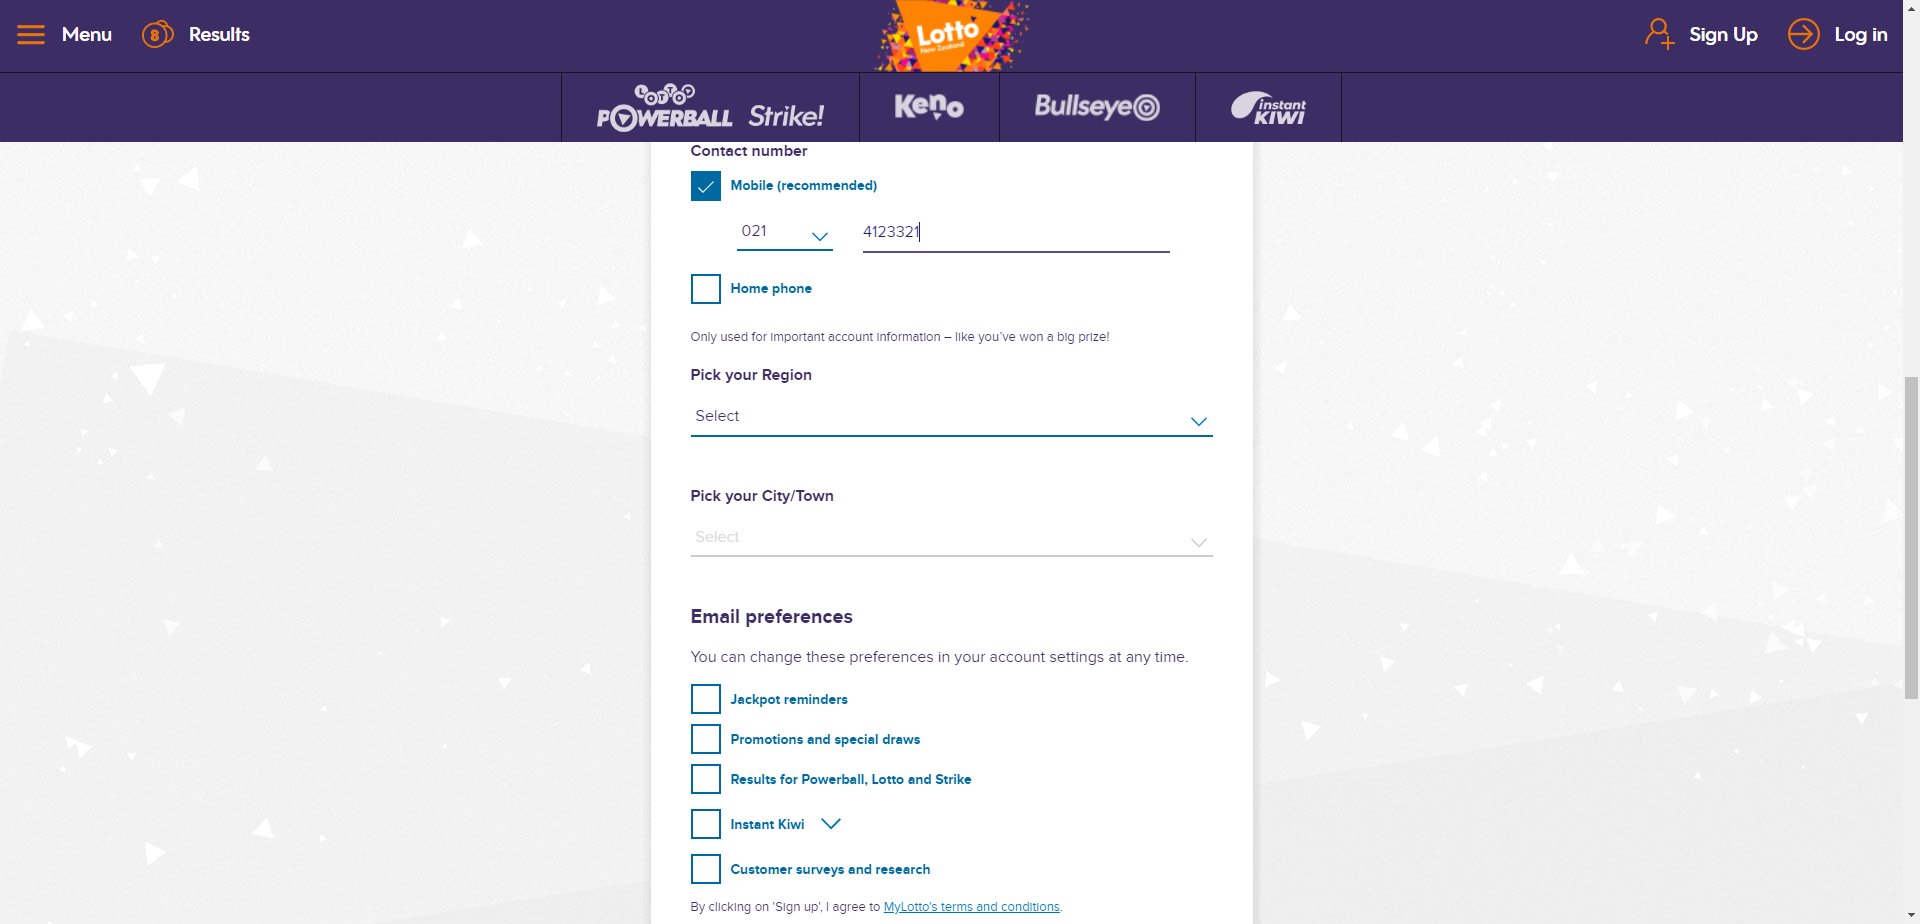 Menu
8
Results
Lotto
New Zealand
Sign Up
Log in
LOTTO
POWERBALL
Strike!
Keno
Bullseye
instant
KIWI
Contact number
Mobile (recommended)
021
4123321
Home phone
Only used for important account information – like you've won a big prize!
Pick your Region
Select
Pick your City/Town
Select
Email preferences
You can change these preferences in your account settings at any time.
Jackpot reminders
Promotions and special draws
Results for Powerball, Lotto and Strike
Instant Kiwi
Customer surveys and research
By clicking on 'Sign up', I agree to MyLotto's terms and conditions.